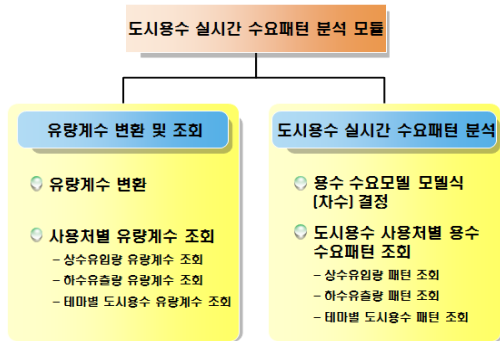 도시용수 실시간 수요패턴 분석 모듈
유량계수 변환 및 조회
유량계수 변환
사용처별 유량계수 조회
– 상수유입량 유량계수 조회
– 하수유출량 유량계수 조회
– 테마별 도시용수 유량계수 조회
도시용수 실시간 수요패턴 분석
용수 수요모델 모델식
(차수) 결정
도시용수 사용처별 용수
수요패턴 조회
– 상수유입량 패턴 조회
– 하수유출량 패턴 조회
– 테마별 도시용수 패턴 조회